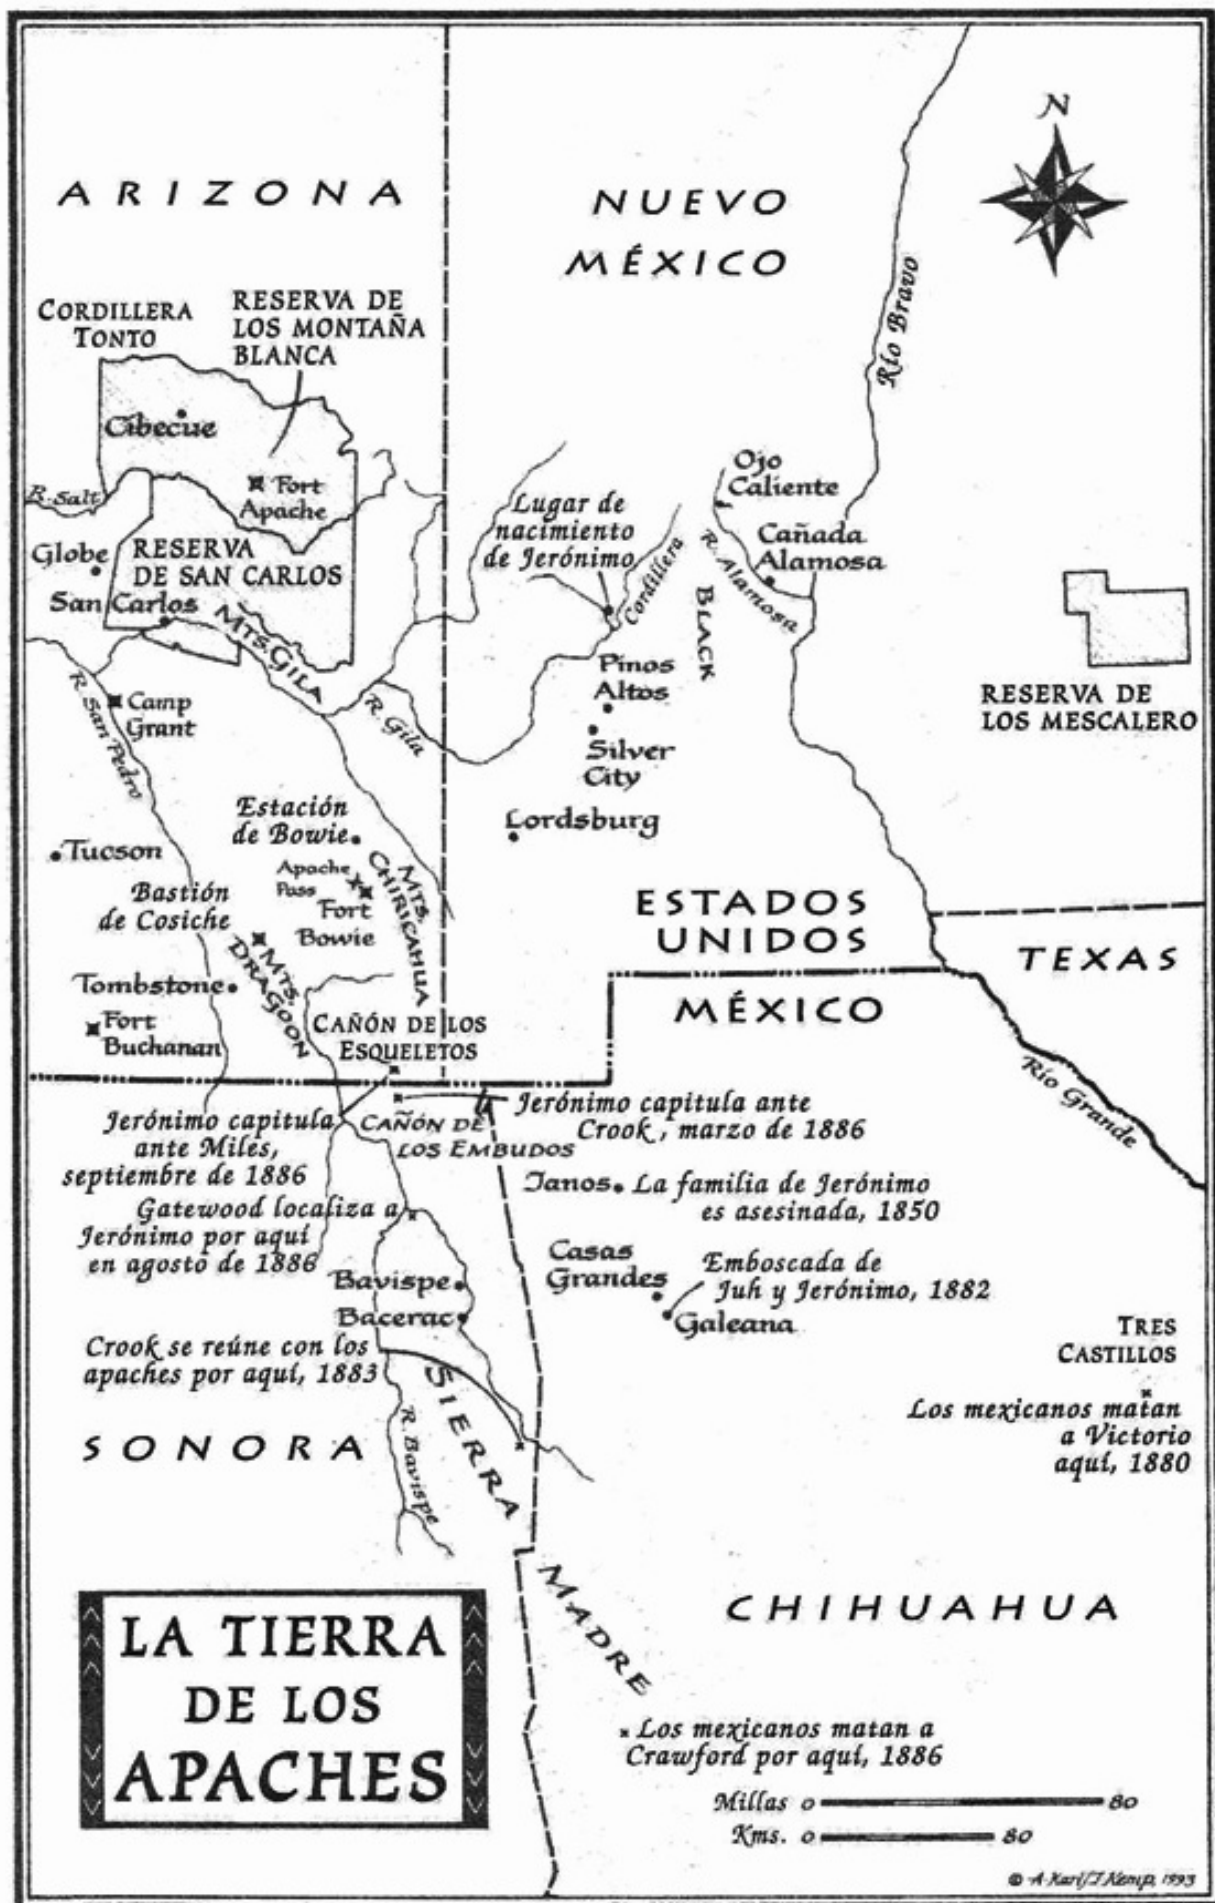 N
ARIZONA
NUEVO
MÉXICO
CORDILLERA
TONTO
RESERVA DE
LOS MONTAÑA
BLANCA
Río Bravo
Cibecue
R. Salt
Fort
Apache
Globe
RESERVA
DE SAN CARLOS
San Carlos
MTS. GILA
Lugar de
nacimiento
de Jerónimo
Cordillera
BLACK
Ojo
Caliente
Cañada
Alamosa
R. Alamosa
RESERVA DE
LOS MESCALERO
R. San Pedro
Camp
Grant
R. Gila
Pinos
Altos
Silver
City
Lordsburg
Estación
de Bowie
Tucson
Apache
Pass
Fort
Bowie
MTS.
CHIRICAHUA
Bastión
de Cosiche
MTS.
DRAGOON
Tombstone
Fort
Buchanan
ESTADOS
UNIDOS
MÉXICO
TEXAS
Río Grande
CAÑÓN DE LOS
ESQUELETOS
Jerónimo capitula
ante Miles,
septiembre de 1886
CAÑÓN DE
LOS EMBUDOS
Jerónimo capitula ante
Crook, marzo de 1886
Gatewood localiza a
Jerónimo por aquí
en agosto de 1886
Janos
La familia de Jerónimo
es asesinada, 1850
Casas
Grandes
Emboscada de
Juh y Jerónimo, 1882
Galeana
Bavispe
Bacerac
Crook se reúne con los
apaches por aquí, 1883
TRES
CASTILLOS
Los mexicanos matan
a Victorio
aquí, 1880
SONORA
R. Bavispe
SIERRA
MADRE
CHIHUAHUA
LA TIERRA
DE LOS
APACHES
Los mexicanos matan a
Crawford por aquí, 1886
Millas 0 80
Kms. 0 80
© A. Karl/J. Kemp, 1993